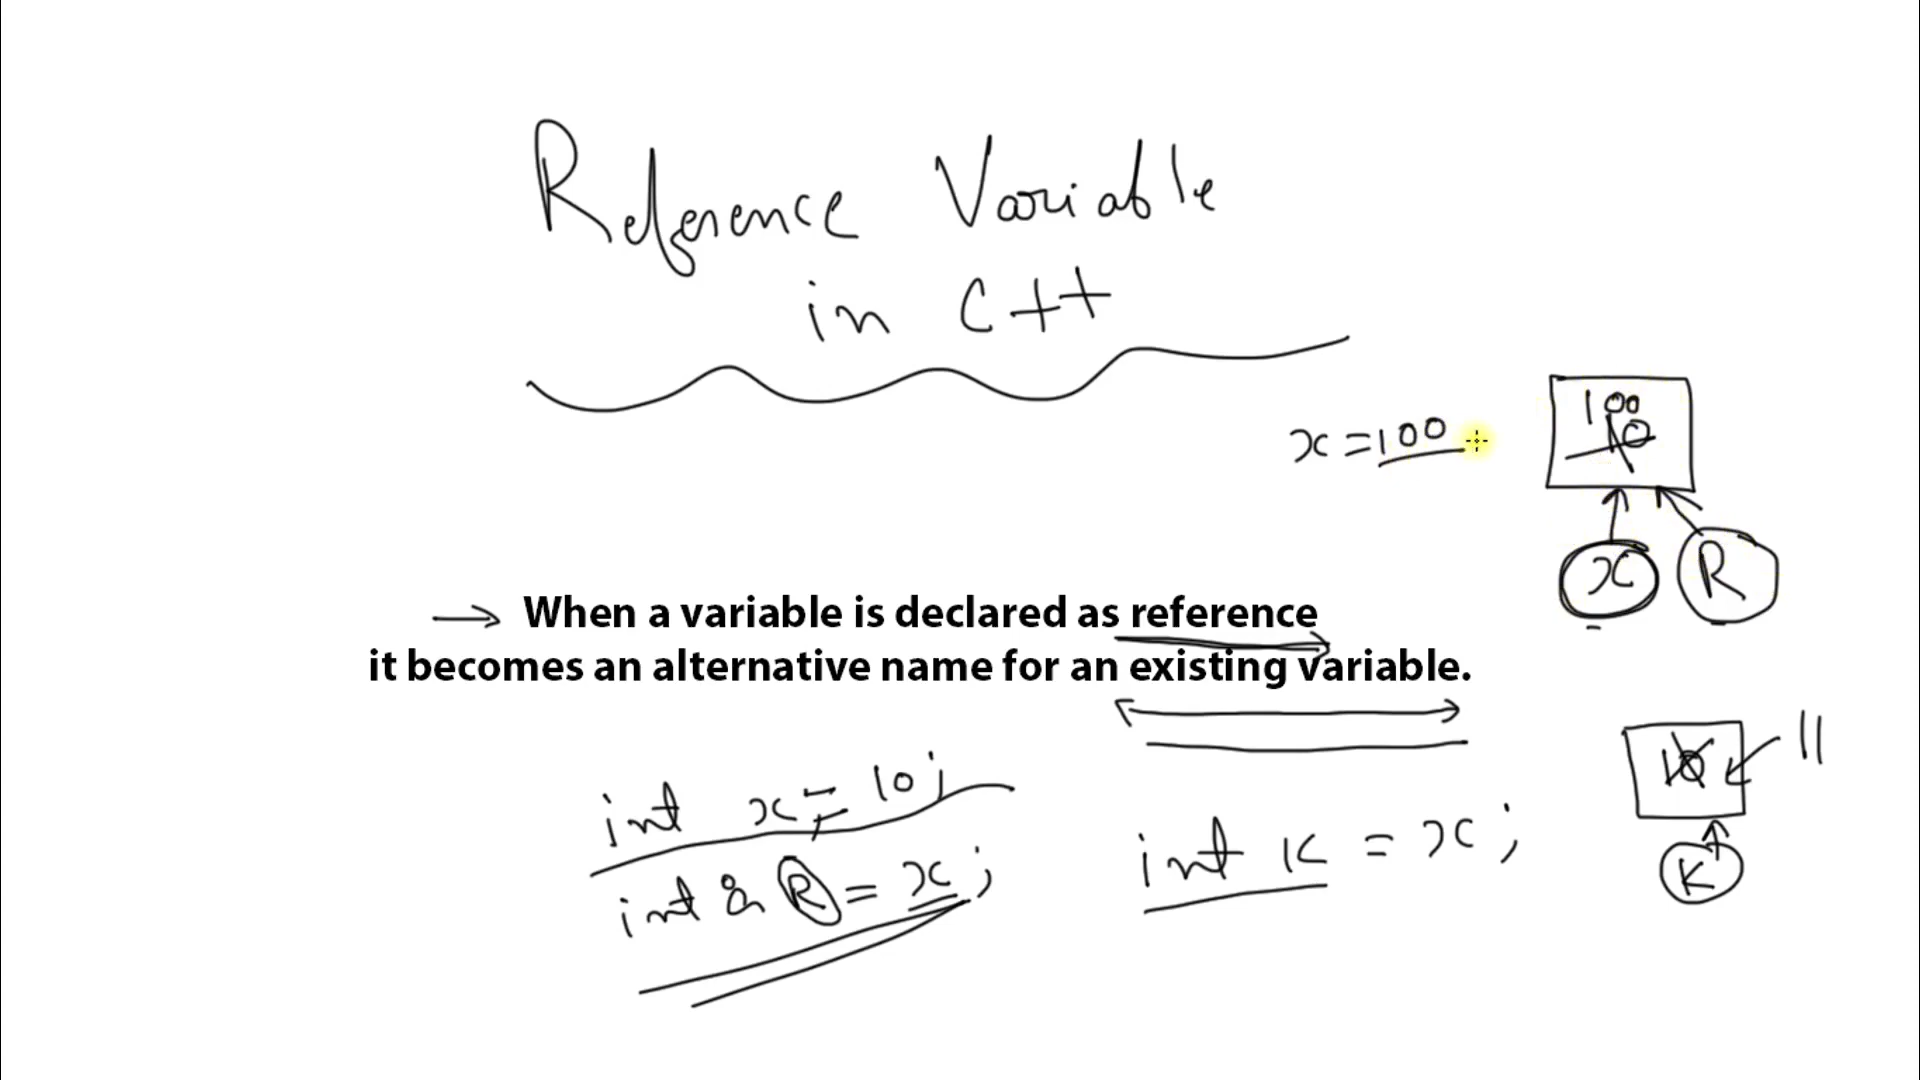 Reference Variable
in C++
x = 100
100
10
x R
When a variable is declared as reference
it becomes an alternative name for an existing variable.
int x = 10;
int & R = x;
int K = x;
10
11
K